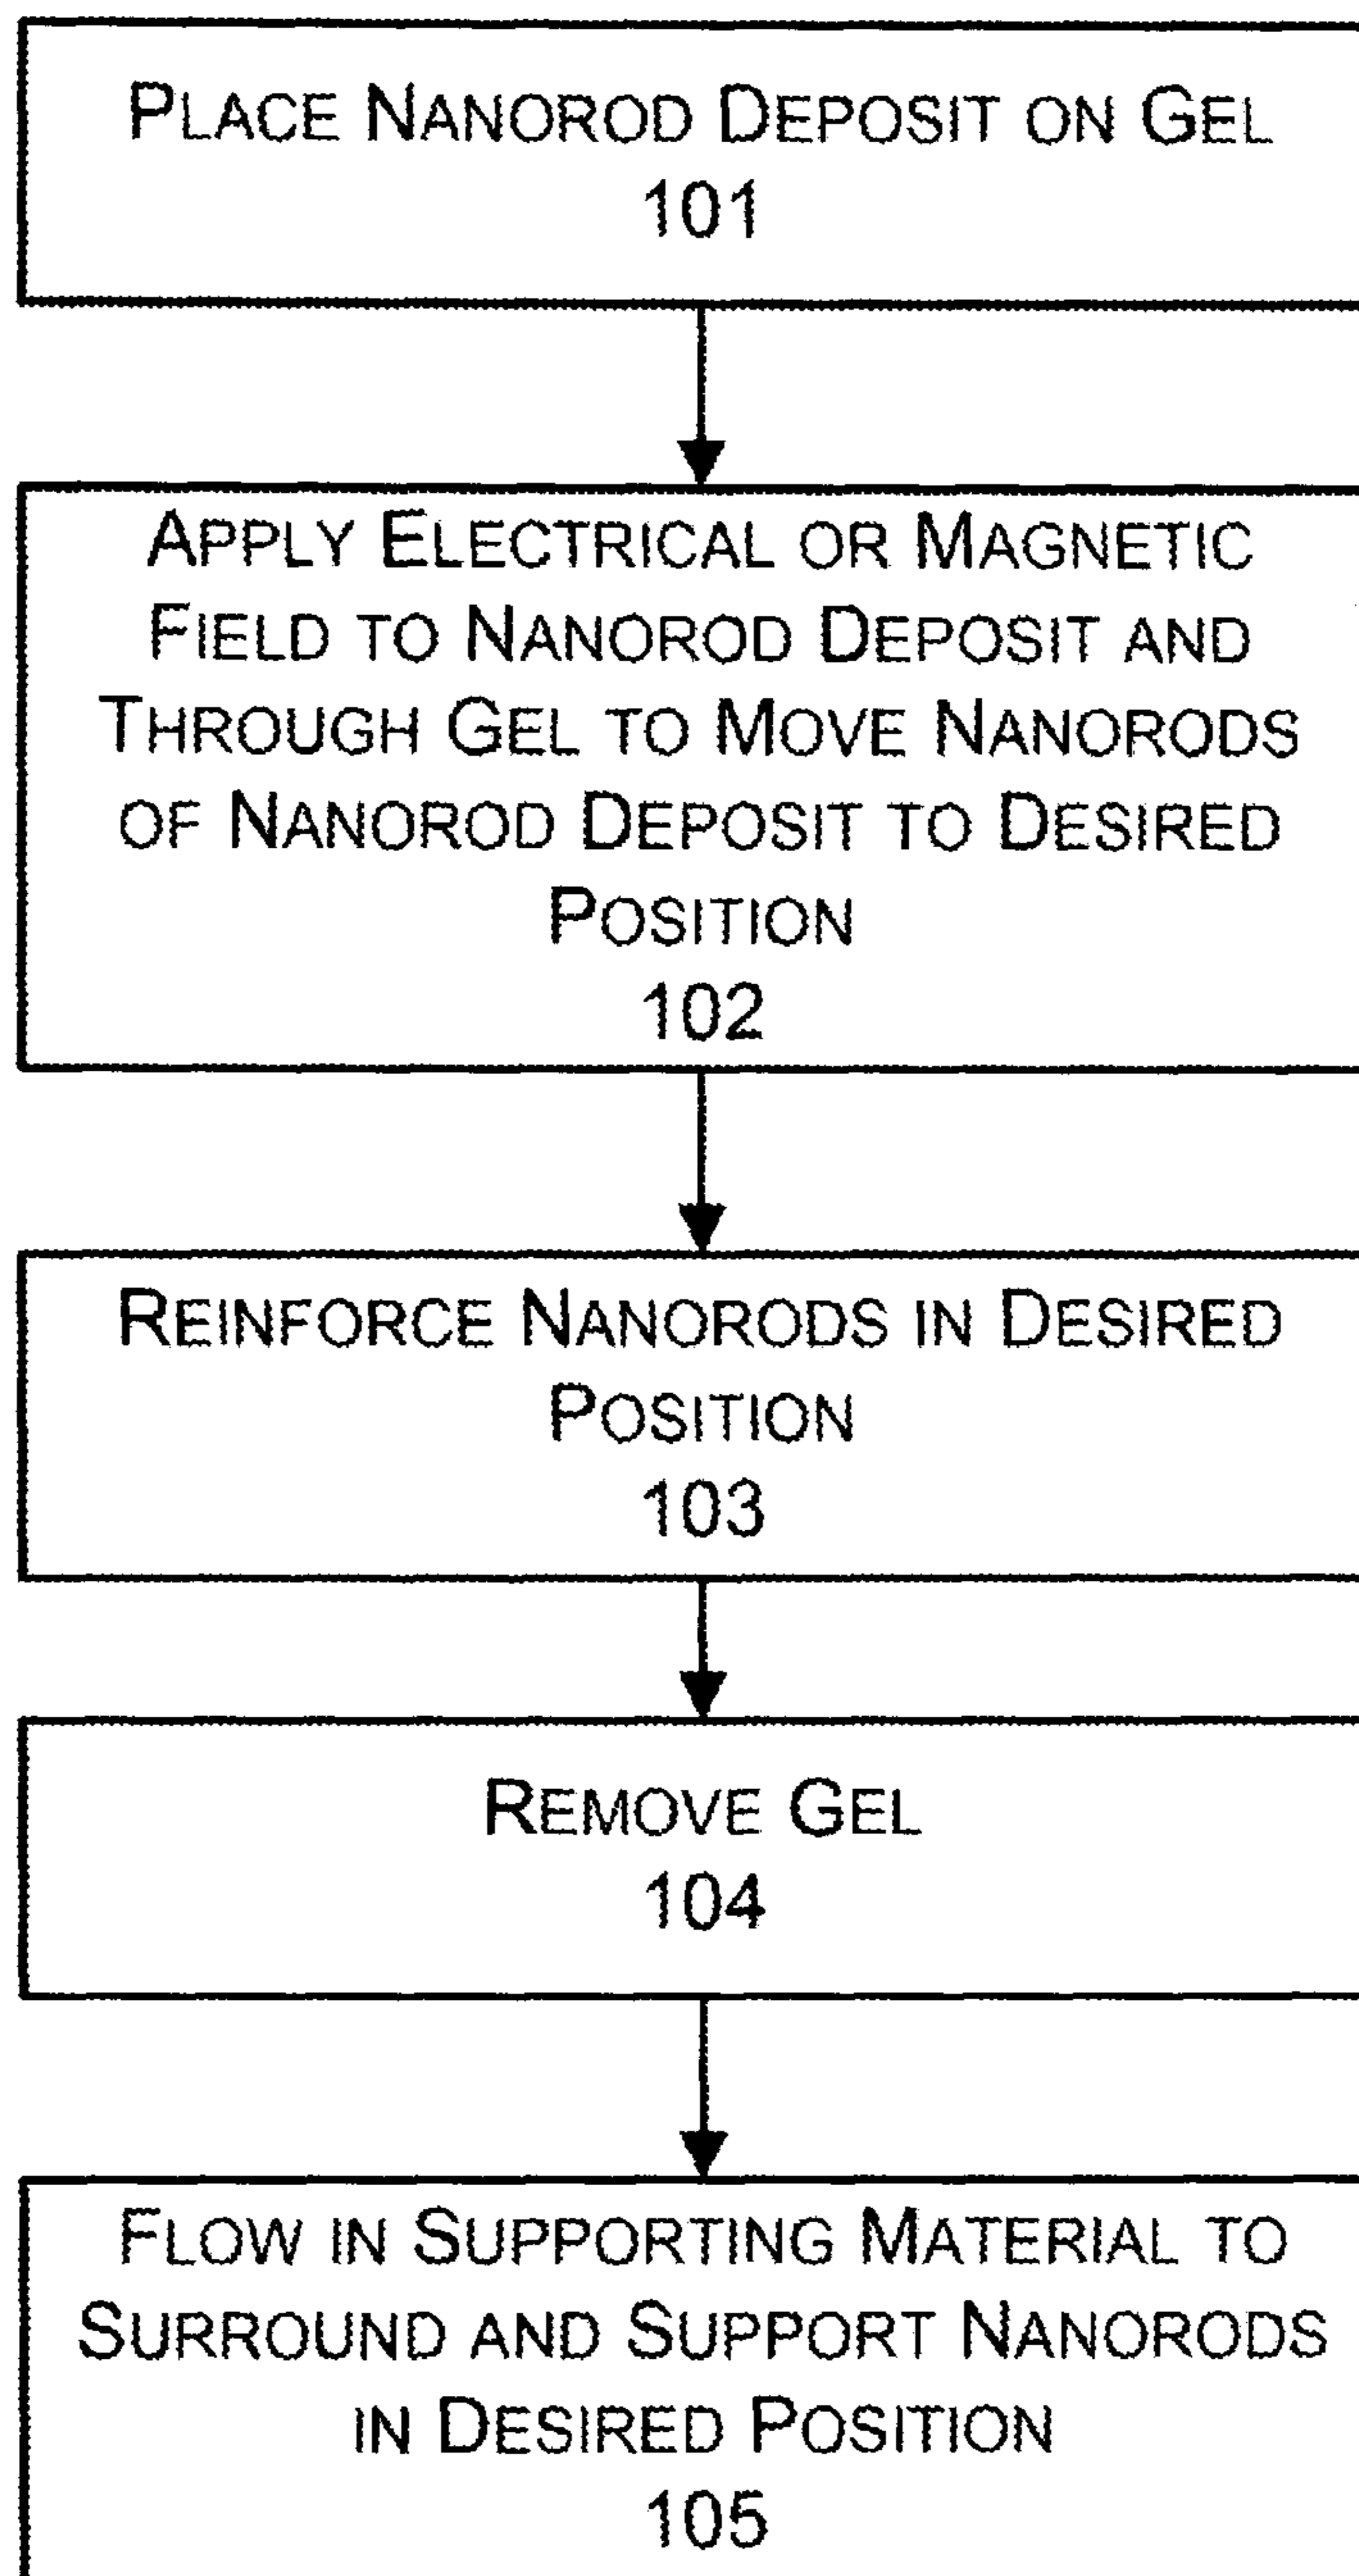 PLACE NANOROD DEPOSIT ON GEL
101
APPLY ELECTRICAL OR MAGNETIC
FIELD TO NANOROD DEPOSIT AND
THROUGH GEL TO MOVE NANORODS
OF NANOROD DEPOSIT TO DESIRED
POSITION
102
REINFORCE NANORODS IN DESIRED
POSITION
103
REMOVE GEL
104
FLOW IN SUPPORTING MATERIAL TO
SURROUND AND SUPPORT NANORODS
IN DESIRED POSITION
105